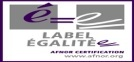 é=e
LABEL
ÉGALITÉ
AFNOR CERTIFICATION
www.afnor.org